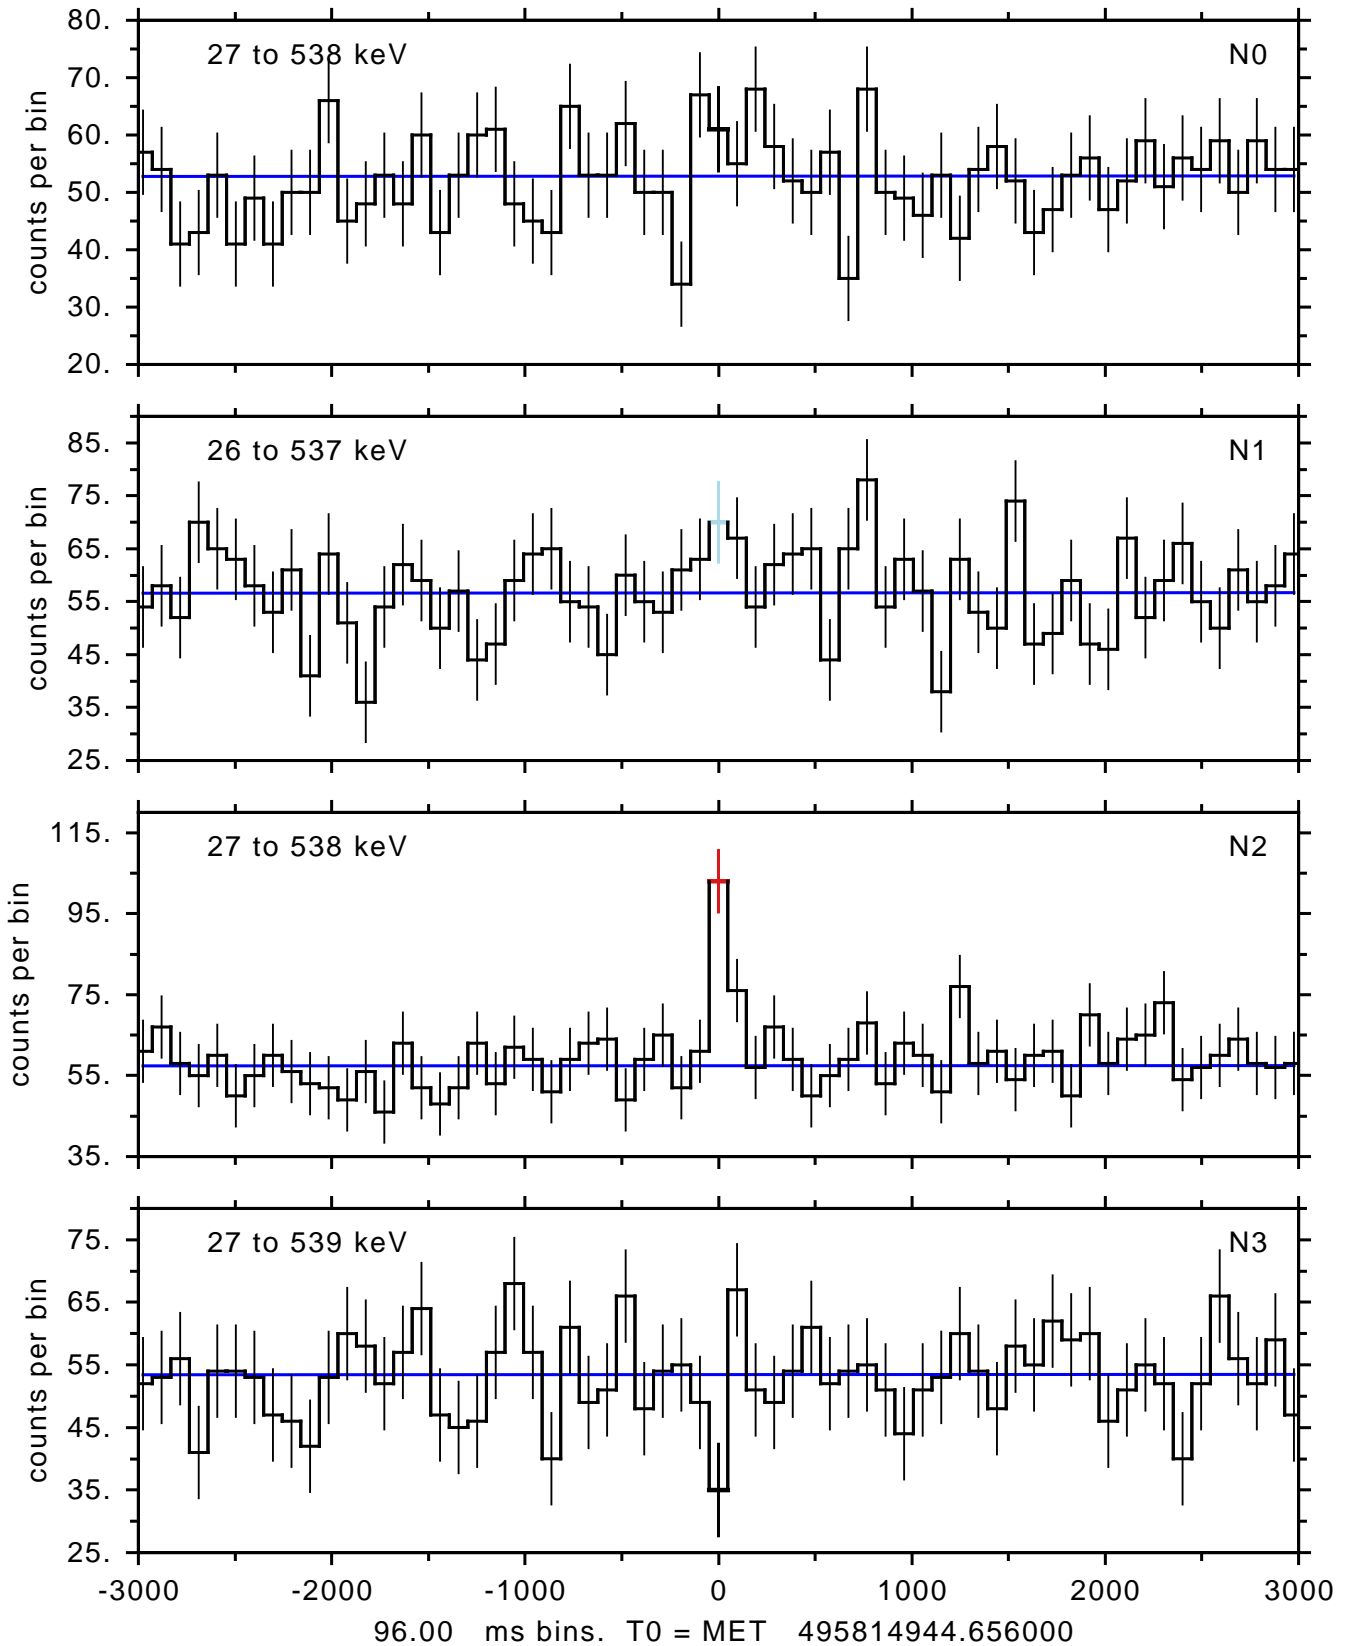 27 to 538 keV N0
80.
70.
60.
50.
40.
30.
20.
counts per bin
26 to 537 keV N1
85.
75.
65.
55.
45.
35.
25.
counts per bin
27 to 538 keV N2
115.
95.
75.
55.
35.
counts per bin
27 to 539 keV N3
75.
65.
55.
45.
35.
25.
counts per bin
-3000 -2000 -1000 0 1000 2000 3000
96.00 ms bins. T0 = MET 495814944.656000